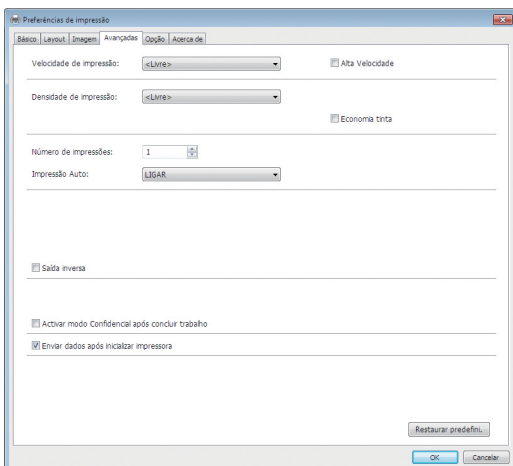 Preferências de impressão
Básico Layout Imagem Avançadas Opção Acerca de
Velocidade de impressão: <Livre> Alta Velocidade
Densidade de impressão: <Livre>
Economia tinta
Número de impressões: 1
Impressão Auto: LIGAR
Saída inversa
Activar modo Confidencial após concluir trabalho
Enviar dados após inicializar impressora
Restaurar predefini.
OK Cancelar